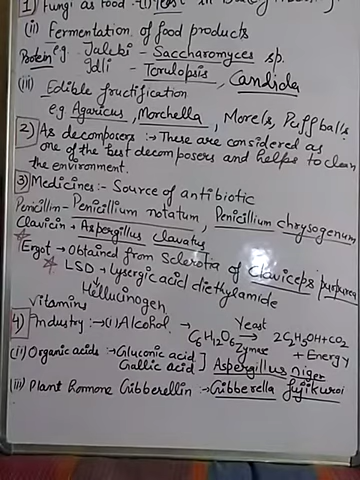 1) Fungi as Food :- (i) Yeast in
(ii) Fermentation of food products
Protein e.g. Jalebi - Saccharomyces sp.
Idli - Torulopsis, Candida
(iii) Edible fructification
e.g. Agaricus, Morchella, Morels, Puffballs
2) As decomposers :→ These are considered as
one of the best decomposers and helps to clean
the environment.
3) Medicines :- Source of antibiotic
Penicillin - Penicillium notatum, Penicillium chrysogenum
Clavicin → Aspergillus clavatus
Ergot → Obtained from Sclerotia of Claviceps purpurea
LSD → Lysergic acid diethylamide
Hellucinogen
Vitamins
4) Industry :→ (i) Alcohol → C6H12O6 Yeast → Zymase 2C2H5OH + CO2
+ Energy
(ii) Organic acids :→ Gluconic acid
Gallic acid ] Aspergillus niger
(iii) Plant Hormone Gibberellin :→ Gibberella fujikuroi